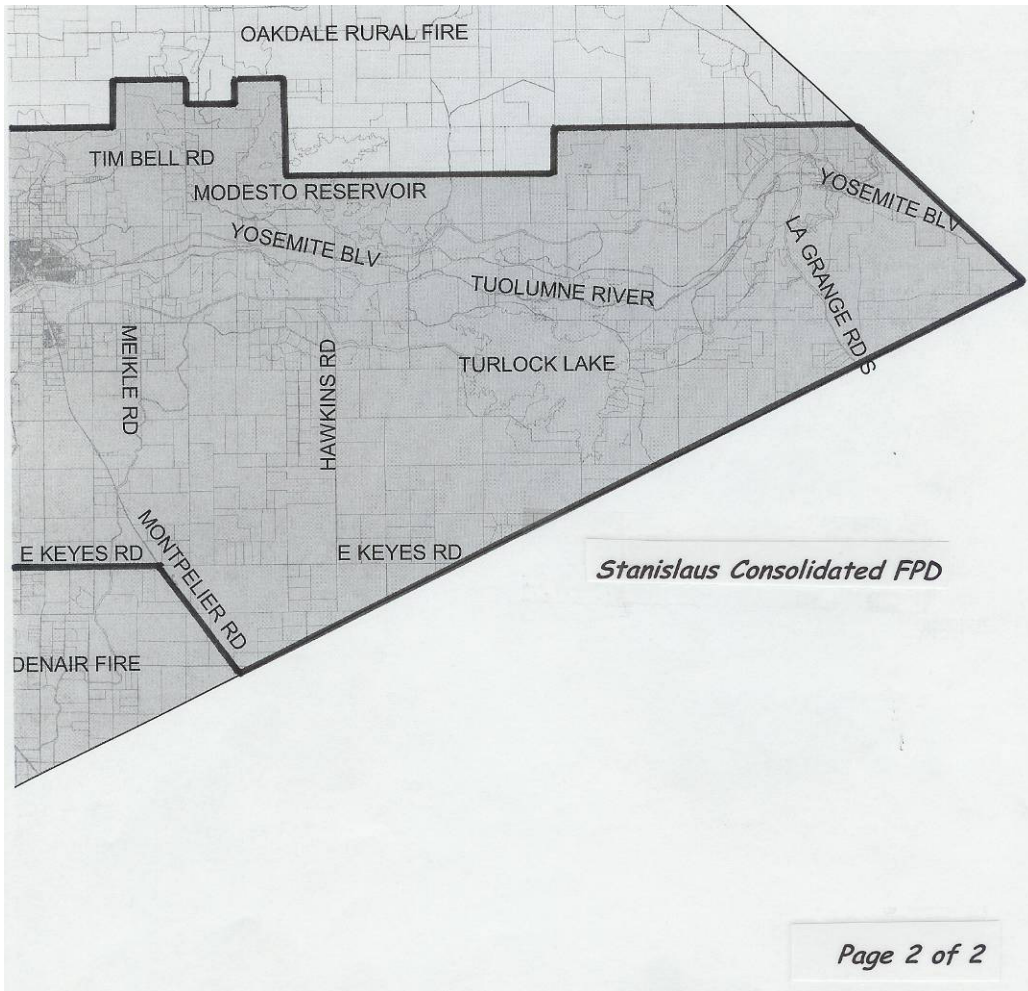 OAKDALE RURAL FIRE
TIM BELL RD
MODESTO RESERVOIR
YOSEMITE BLV
YOSEMITE BLV
TUOLUMNE RIVER
LA GRANGE RD S
MEIKLE RD
HAWKINS RD
TURLOCK LAKE
MONTPELIER RD
E KEYES RD
E KEYES RD
Stanislaus Consolidated FPD
DENAIR FIRE
Page 2 of 2